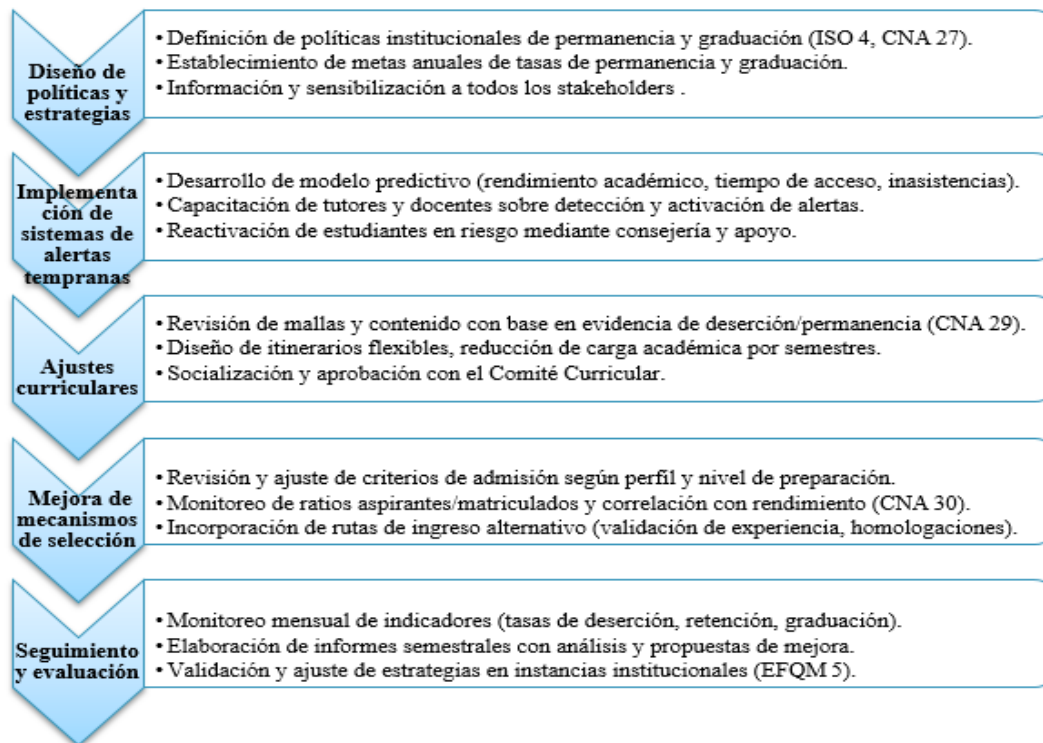 Diseño de
políticas y
estrategias
• Definición de políticas institucionales de permanencia y graduación (ISO 4, CNA 27).
• Establecimiento de metas anuales de tasas de permanencia y graduación.
• Información y sensibilización a todos los stakeholders .
Implementa
ción de
sistemas de
alertas
tempranas
• Desarrollo de modelo predictivo (rendimiento académico, tiempo de acceso, inasistencias).
• Capacitación de tutores y docentes sobre detección y activación de alertas.
• Reactivación de estudiantes en riesgo mediante consejería y apoyo.
Ajustes
curriculares
• Revisión de mallas y contenido con base en evidencia de deserción/permanencia (CNA 29).
• Diseño de itinerarios flexibles, reducción de carga académica por semestres.
• Socialización y aprobación con el Comité Curricular.
Mejora de
mecanismos
de selección
• Revisión y ajuste de criterios de admisión según perfil y nivel de preparación.
• Monitoreo de ratios aspirantes/matriculados y correlación con rendimiento (CNA 30).
• Incorporación de rutas de ingreso alternativo (validación de experiencia, homologaciones).
Seguimiento
y evaluación
• Monitoreo mensual de indicadores (tasas de deserción, retención, graduación).
• Elaboración de informes semestrales con análisis y propuestas de mejora.
• Validación y ajuste de estrategias en instancias institucionales (EFQM 5).